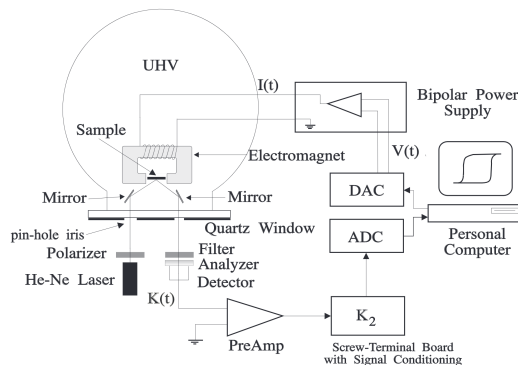 UHV
I(t)
Bipolar Power
Supply
Sample
Electromagnet
V(t)
Mirror
Mirror
DAC
Quartz Window
pin-hole iris
ADC
Personal
Computer
Polarizer
Filter
Analyzer
Detector
He-Ne Laser
K(t)
K2
PreAmp
Screw-Terminal Board
with Signal Conditioning